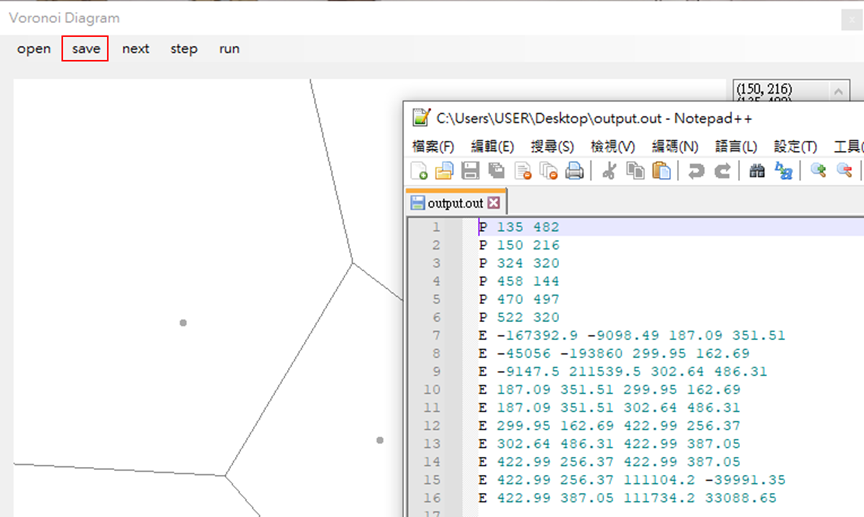 Voronoi Diagram
open save next step run
(150, 216)
C:\Users\USER\Desktop\output.out - Notepad++
檔案(F) 編輯(E) 搜尋(S) 檢視(V) 編碼(N) 語言(L) 設定(T) 工具(
output.out
1 P 135 482
2 P 150 216
3 P 324 320
4 P 458 144
5 P 470 497
6 P 522 320
7 E -167392.9 -9098.49 187.09 351.51
8 E -45056 -193860 299.95 162.69
9 E -9147.5 211539.5 302.64 486.31
10 E 187.09 351.51 299.95 162.69
11 E 187.09 351.51 302.64 486.31
12 E 299.95 162.69 422.99 256.37
13 E 302.64 486.31 422.99 387.05
14 E 422.99 256.37 422.99 387.05
15 E 422.99 256.37 111104.2 -39991.35
16 E 422.99 387.05 111734.2 33088.65
17